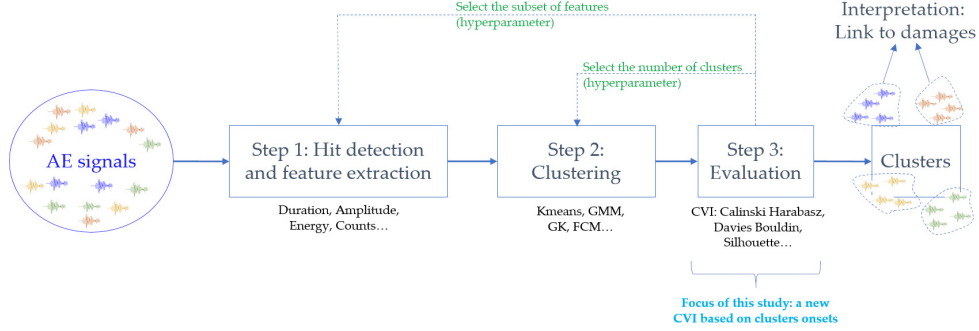 Select the subset of features
(hyperparameter)
Interpretation:
Link to damages
Select the number of clusters
(hyperparameter)
AE signals
Step 1: Hit detection
and feature extraction
Step 2:
Clustering
Step 3:
Evaluation
Clusters
Duration, Amplitude,
Energy, Counts...
Kmeans, GMM,
GK, FCM...
CVI: Calinski Harabasz,
Davies Bouldin,
Silhouette...
Focus of this study: a new
CVI based on clusters onsets